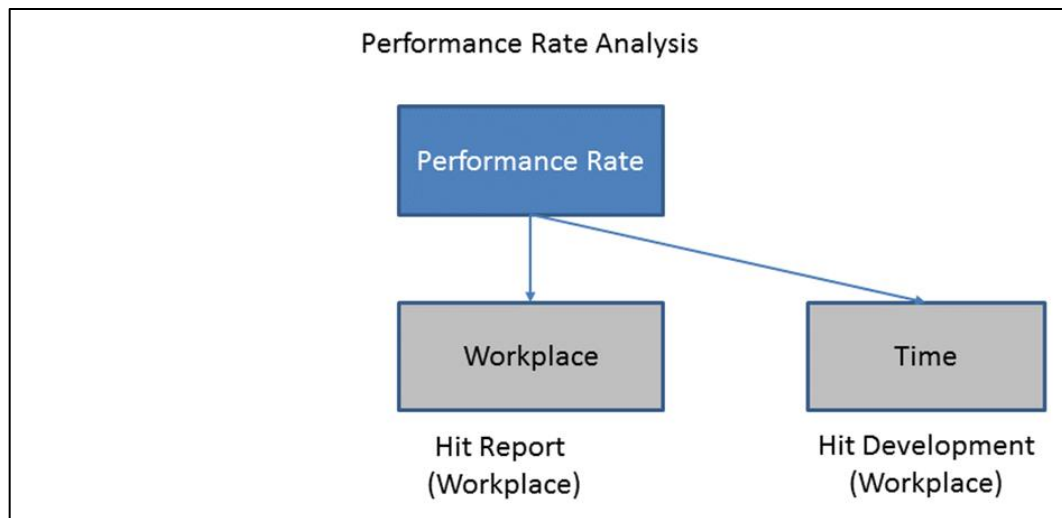 Performance Rate Analysis
Performance Rate
Workplace
Time
Hit Report
(Workplace)
Hit Development
(Workplace)